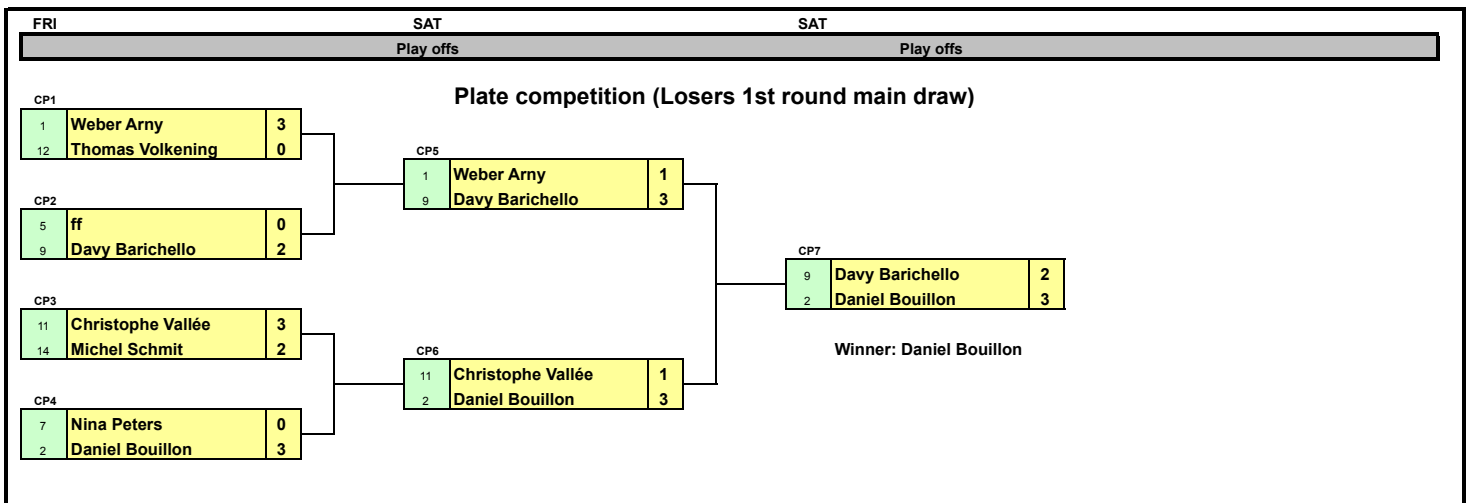 FRI SAT SAT
Play offs Play offs
Plate competition (Losers 1st round main draw)
CP1
1 Weber Arny 3
12 Thomas Volkening 0
CP2
5 ff 0
9 Davy Barichello 2
CP3
11 Christophe Vallée 3
14 Michel Schmit 2
CP4
7 Nina Peters 0
2 Daniel Bouillon 3
CP5
1 Weber Arny 1
9 Davy Barichello 3
CP6
11 Christophe Vallée 1
2 Daniel Bouillon 3
CP7
9 Davy Barichello 2
2 Daniel Bouillon 3
Winner: Daniel Bouillon